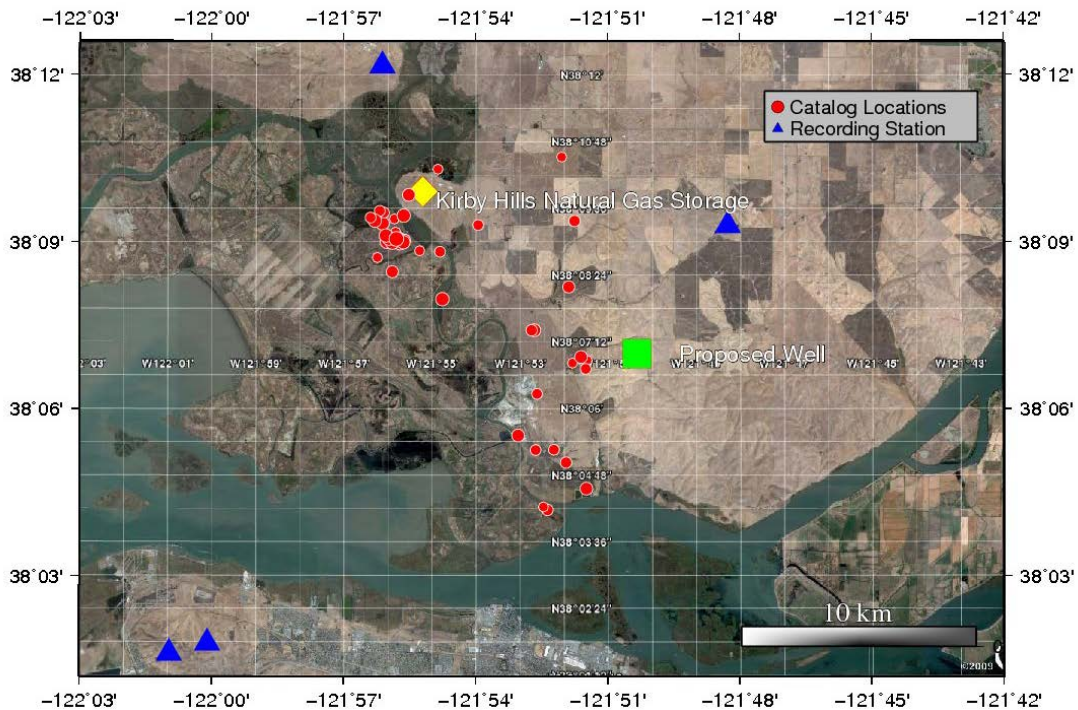 −122°03' −122°00' −121°57' −121°54' −121°51' −121°48' −121°45' −121°42'
38°12' N38°12' 38°12'
Catalog Locations
Recording Station
N38°10'48"
Kirby Hills Natural Gas Storage
38°09' 38°09'
N38°08'24"
N38°07'12"
Proposed Well
W122°01' W121°59' W121°57' W121°55' W121°53' W121°47' W121°45' W121°43'
38°06' N38°06' 38°06'
N38°04'48"
N38°03'36"
38°03' 38°03'
N38°02'24"
10 km
©2009
−122°03' −122°00' −121°57' −121°54' −121°51' −121°48' −121°45' −121°42'